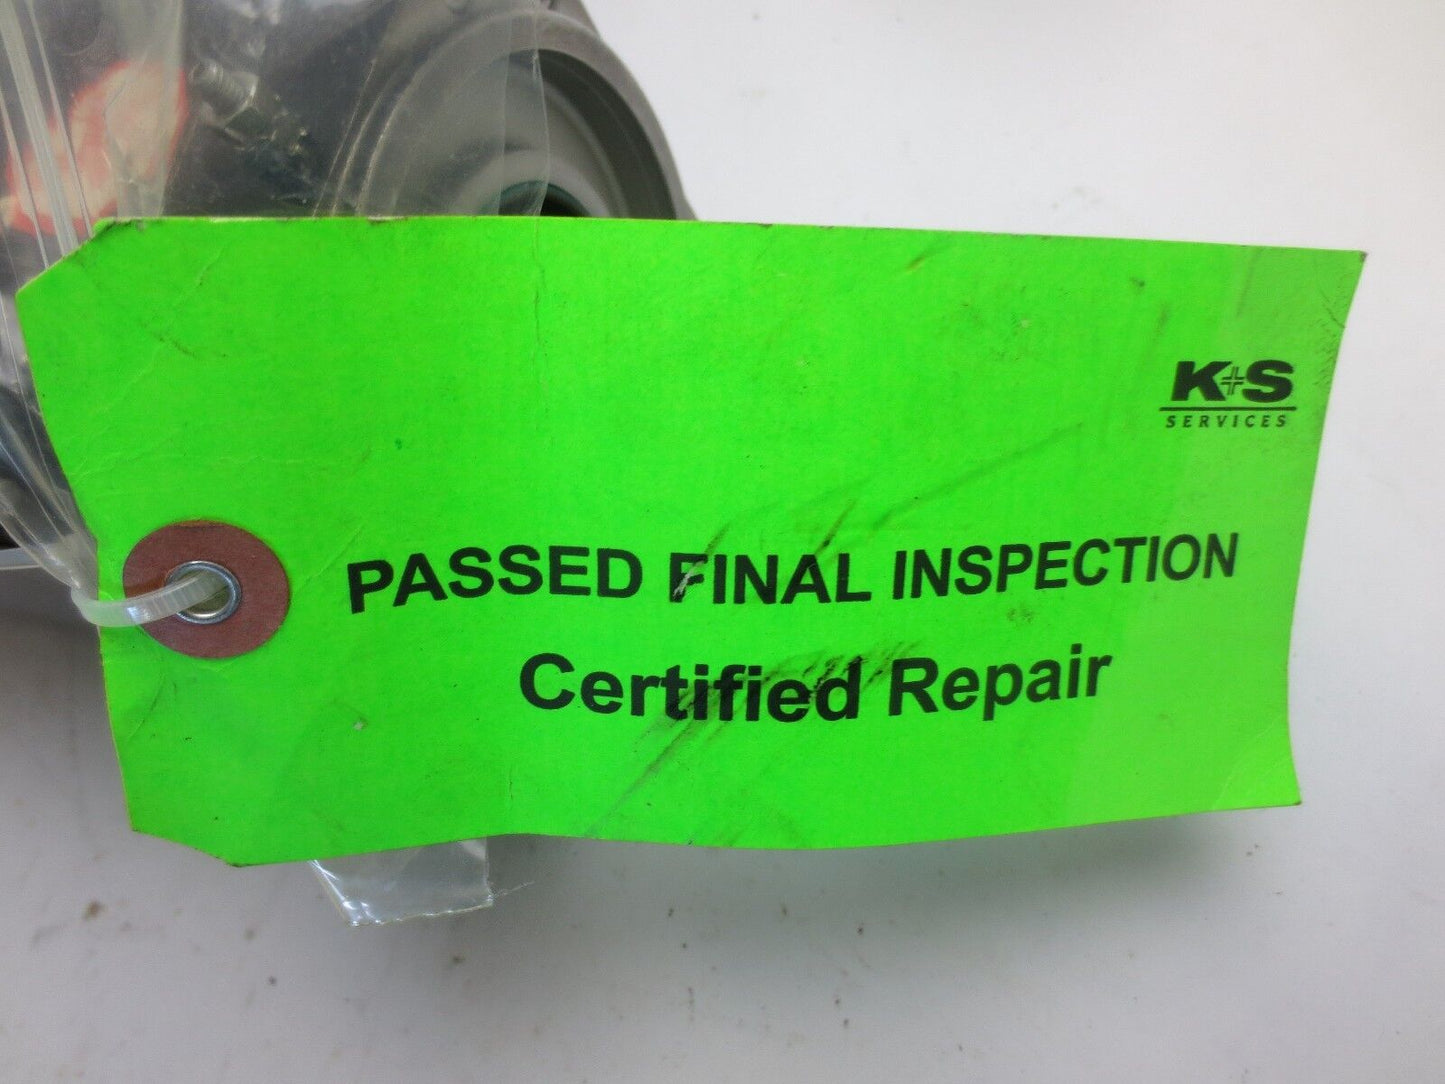 K+S
SERVICES
PASSED FINAL INSPECTION
Certified Repair